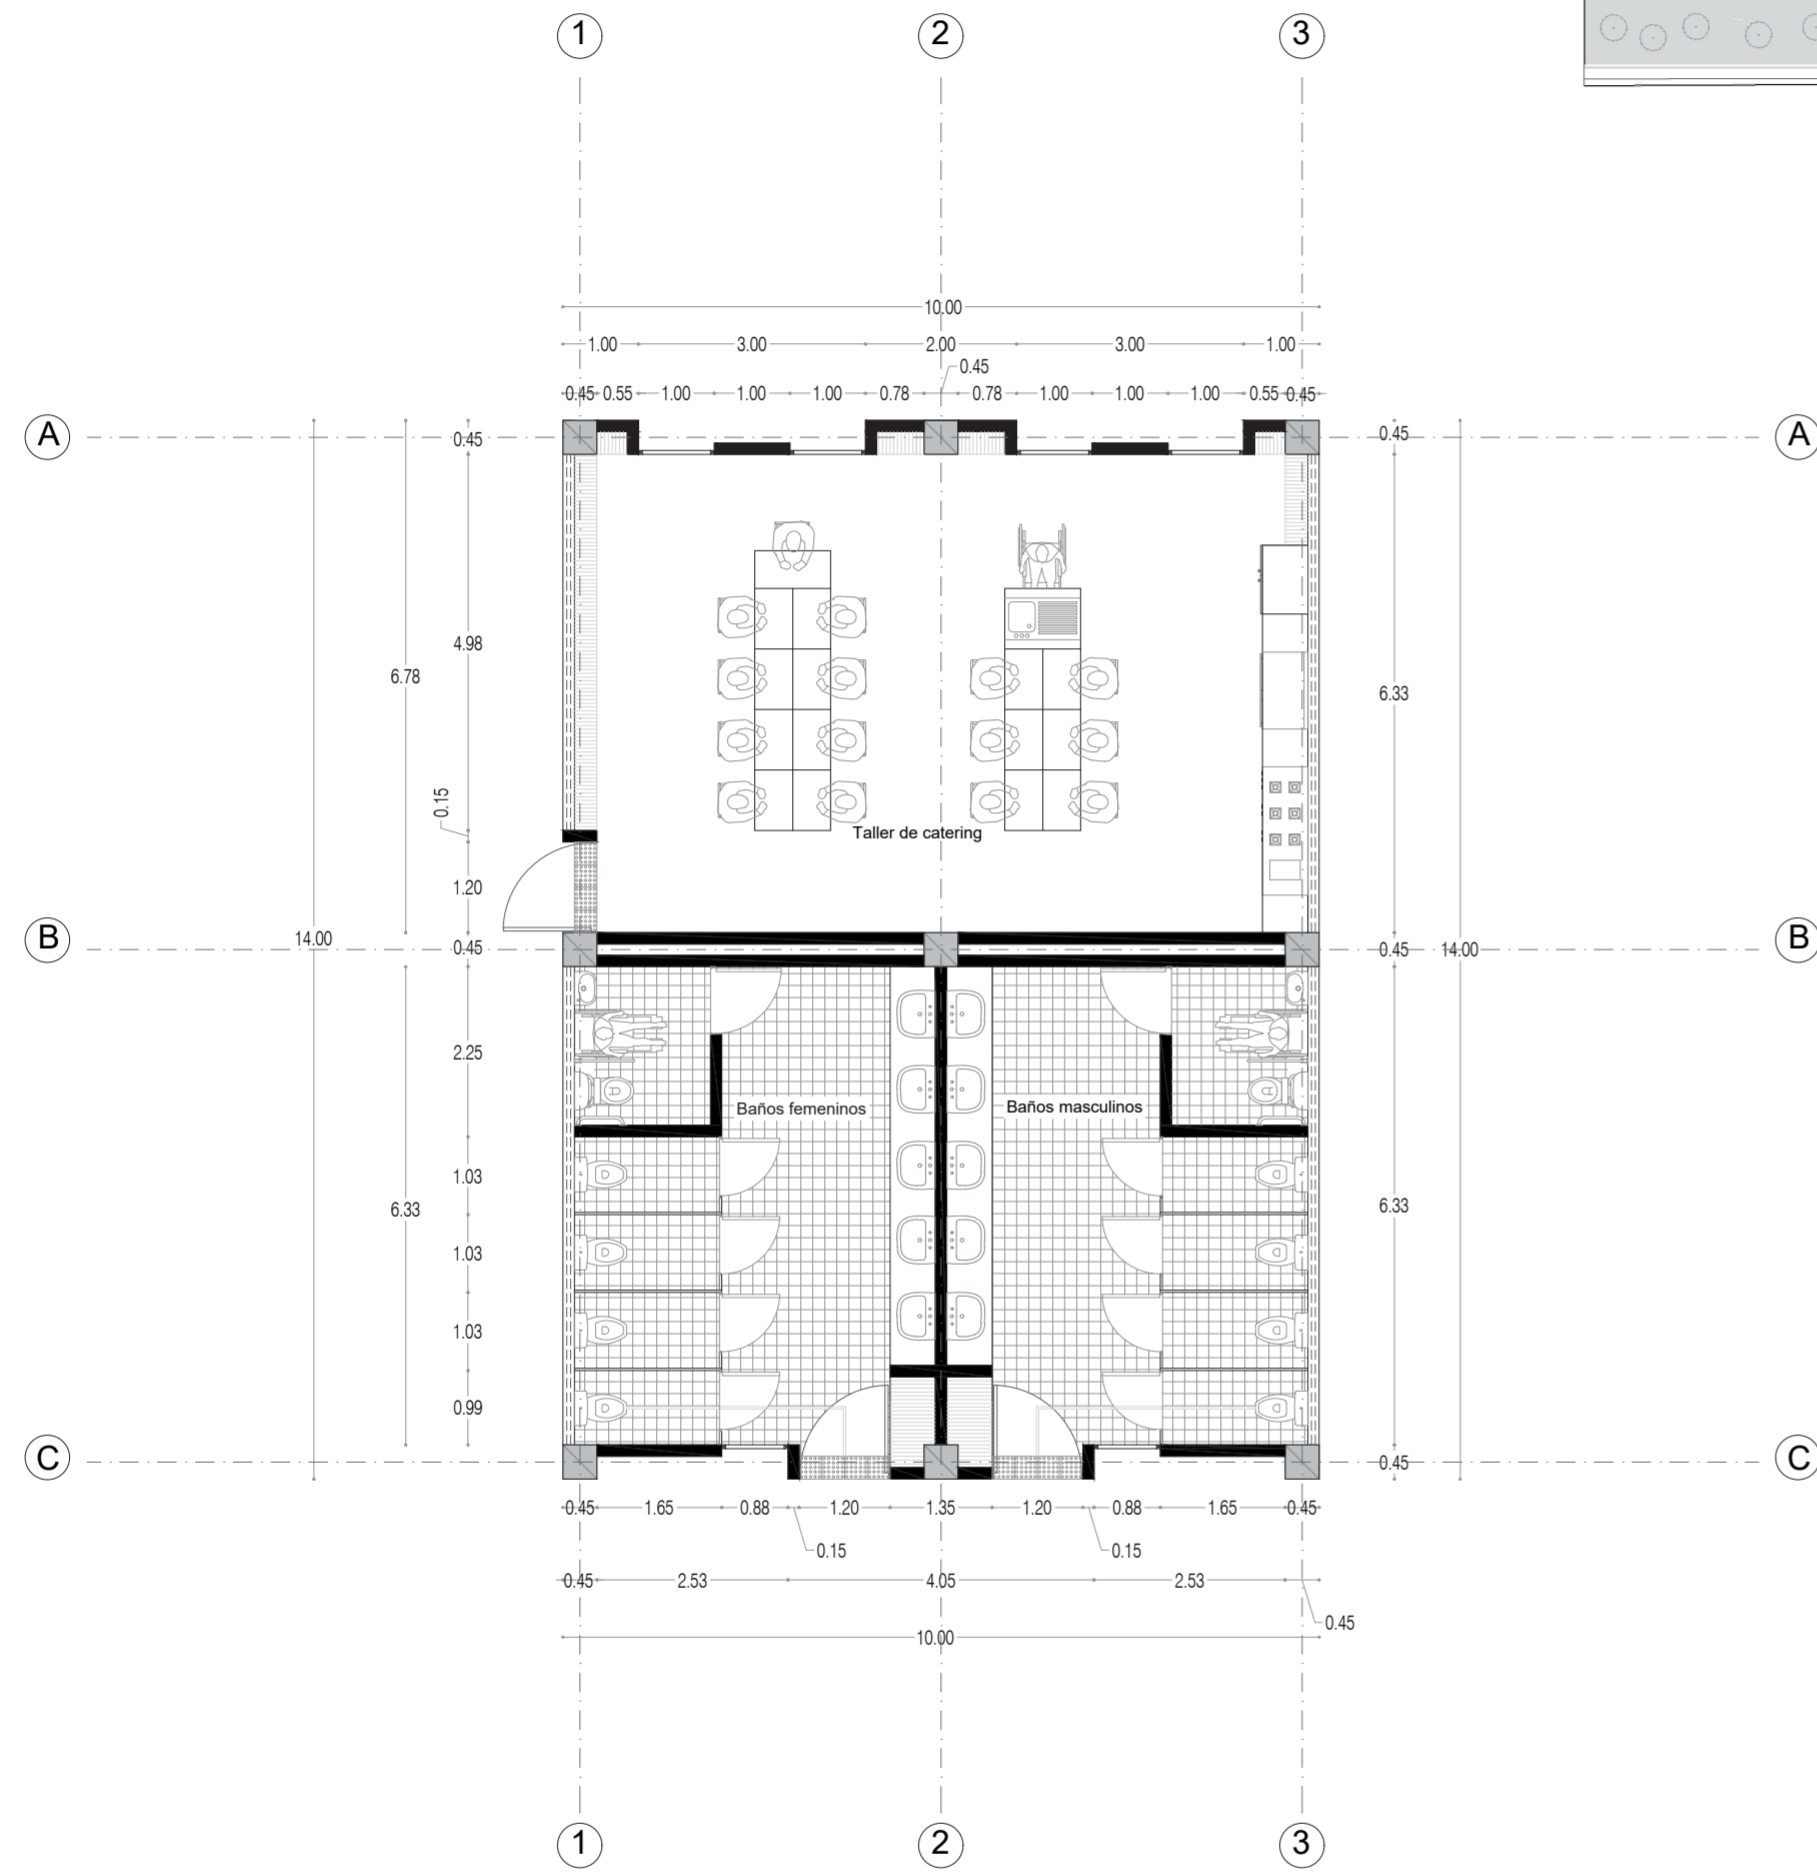 1 2 3
10.00
1.00 3.00 2.00 3.00 1.00
0.45
0.45 0.55 1.00 1.00 1.00 0.78 0.78 1.00 1.00 1.00 0.55 0.45
A 0.45 0.45 A
4.98
6.78 6.33
0.15
Taller de catering
1.20
B 14.00 0.45 0.45 14.00 B
2.25
Baños femeninos Baños masculinos
1.03
6.33 6.33
1.03
1.03
0.99
C 0.45 C
0.45 1.65 0.88 1.20 1.35 1.20 0.88 1.65 0.45
0.15 0.15
0.45 2.53 4.05 2.53
0.45
10.00
1 2 3